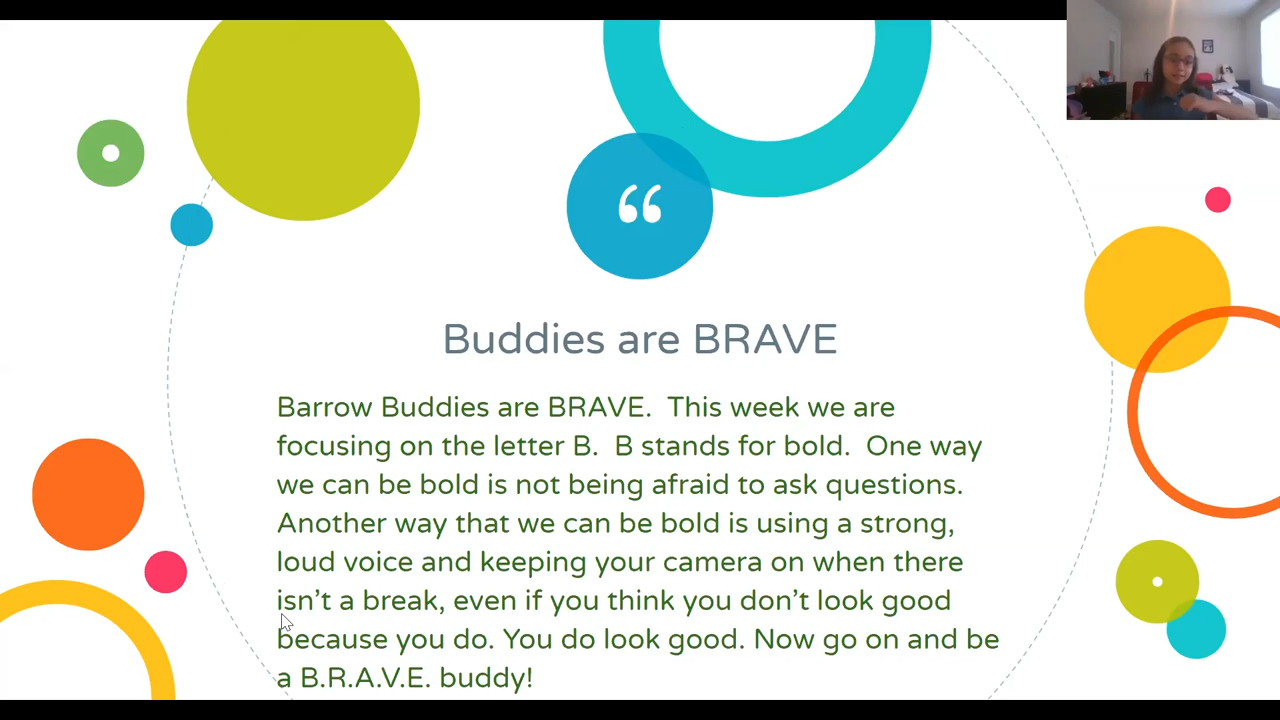 “
Buddies are BRAVE
Barrow Buddies are BRAVE.  This week we are
focusing on the letter B.  B stands for bold.  One way
we can be bold is not being afraid to ask questions.
Another way that we can be bold is using a strong,
loud voice and keeping your camera on when there
isn’t a break, even if you think you don’t look good
because you do. You do look good. Now go on and be
a B.R.A.V.E. buddy!